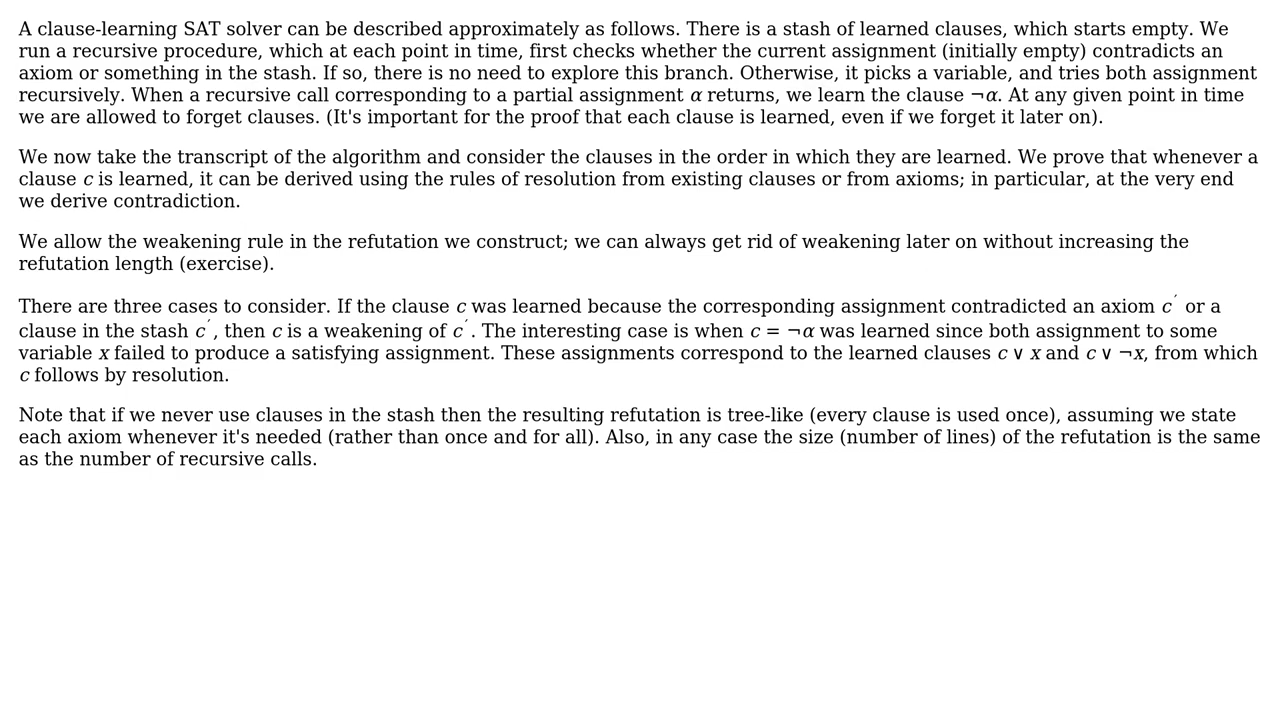 A clause-learning SAT solver can be described approximately as follows. There is a stash of learned clauses, which starts empty. We
run a recursive procedure, which at each point in time, first checks whether the current assignment (initially empty) contradicts an
axiom or something in the stash. If so, there is no need to explore this branch. Otherwise, it picks a variable, and tries both assignment
recursively. When a recursive call corresponding to a partial assignment α returns, we learn the clause ¬α. At any given point in time
we are allowed to forget clauses. (It's important for the proof that each clause is learned, even if we forget it later on).
We now take the transcript of the algorithm and consider the clauses in the order in which they are learned. We prove that whenever a
clause c is learned, it can be derived using the rules of resolution from existing clauses or from axioms; in particular, at the very end
we derive contradiction.
We allow the weakening rule in the refutation we construct; we can always get rid of weakening later on without increasing the
refutation length (exercise).
There are three cases to consider. If the clause c was learned because the corresponding assignment contradicted an axiom c′ or a
clause in the stash c′, then c is a weakening of c′. The interesting case is when c = ¬α was learned since both assignment to some
variable x failed to produce a satisfying assignment. These assignments correspond to the learned clauses c ∨ x and c ∨ ¬x, from which
c follows by resolution.
Note that if we never use clauses in the stash then the resulting refutation is tree-like (every clause is used once), assuming we state
each axiom whenever it's needed (rather than once and for all). Also, in any case the size (number of lines) of the refutation is the same
as the number of recursive calls.